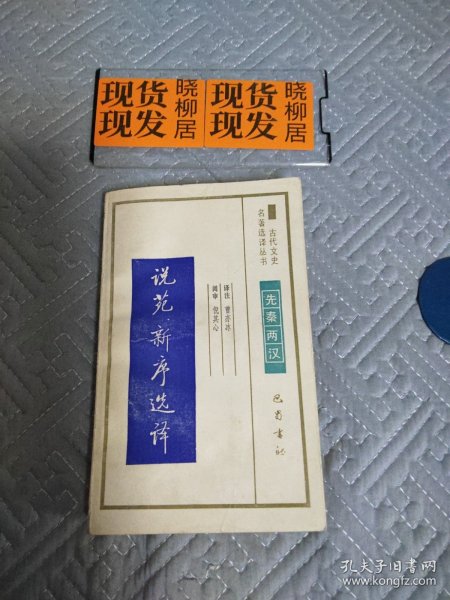 现货
现发
晓柳居
现货
现发
晓柳居
古代文史
名著选译丛书
先秦两汉
译注 曹亦冰
阅审 倪其心
说苑 新序选译
巴蜀书社
孔夫子旧书网
www.kongfz.com